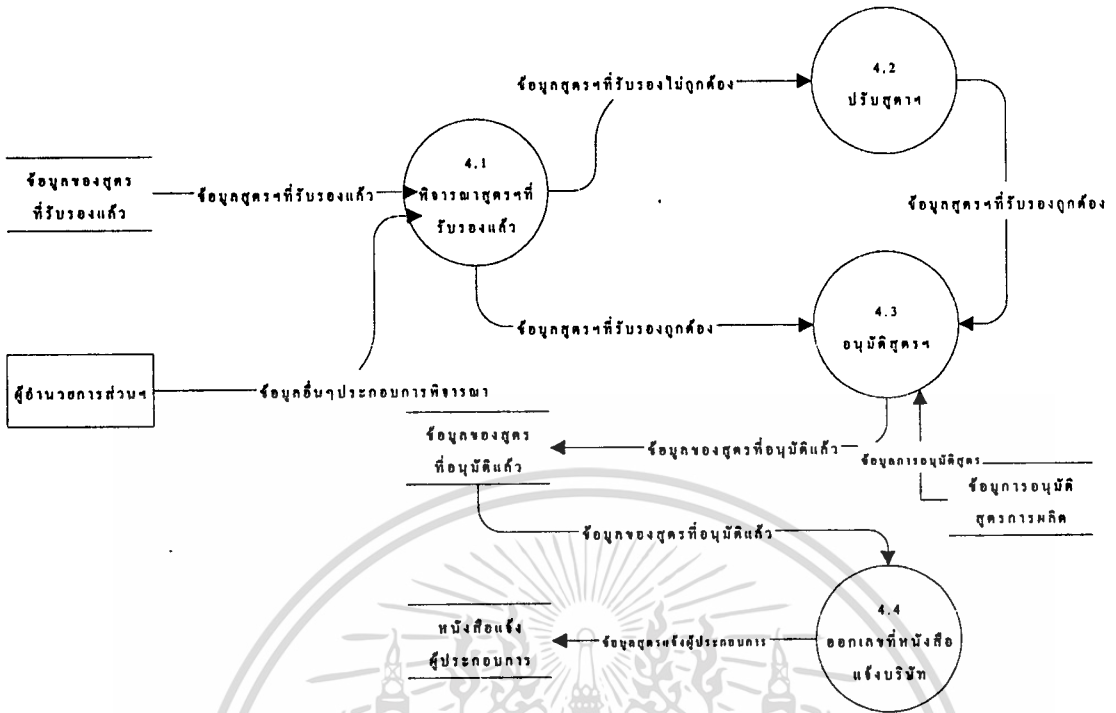 4.2
ปรับสูตาฯ
ข้อมูลสูตรฯที่รับรองไม่ถูกต้อง
4.1
พิจารณาสูตรฯที่
รับรองแล้ว
ข้อมูลของสูตร
ที่รับรองแล้ว
ข้อมูลสูตรฯที่รับรองแล้ว
ข้อมูลสูตรฯที่รับรองถูกต้อง
4.3
อนุมัติสูตรฯ
ข้อมูลสูตรฯที่รับรองถูกต้อง
ผู้อำนวยการส่วนฯ
ข้อมูลอื่นๆประกอบการพิจารณา
ข้อมูลของสูตร
ที่อนุมัติแล้ว
ข้อมูลของสูตรที่อนุมัติแล้ว
ข้อมูลการอนุมัติสูตร
ข้อมูการอนุมัติ
สูตรการผลิต
ข้อมูลของสูตรที่อนุมัติแล้ว
4.4
ออกเลขที่หนังสือ
แจ้งบริษัท
หนังสือแจ้ง
ผู้ประกอบการ
ข้อมูลสูตรแจ้งผู้ประกอบการ